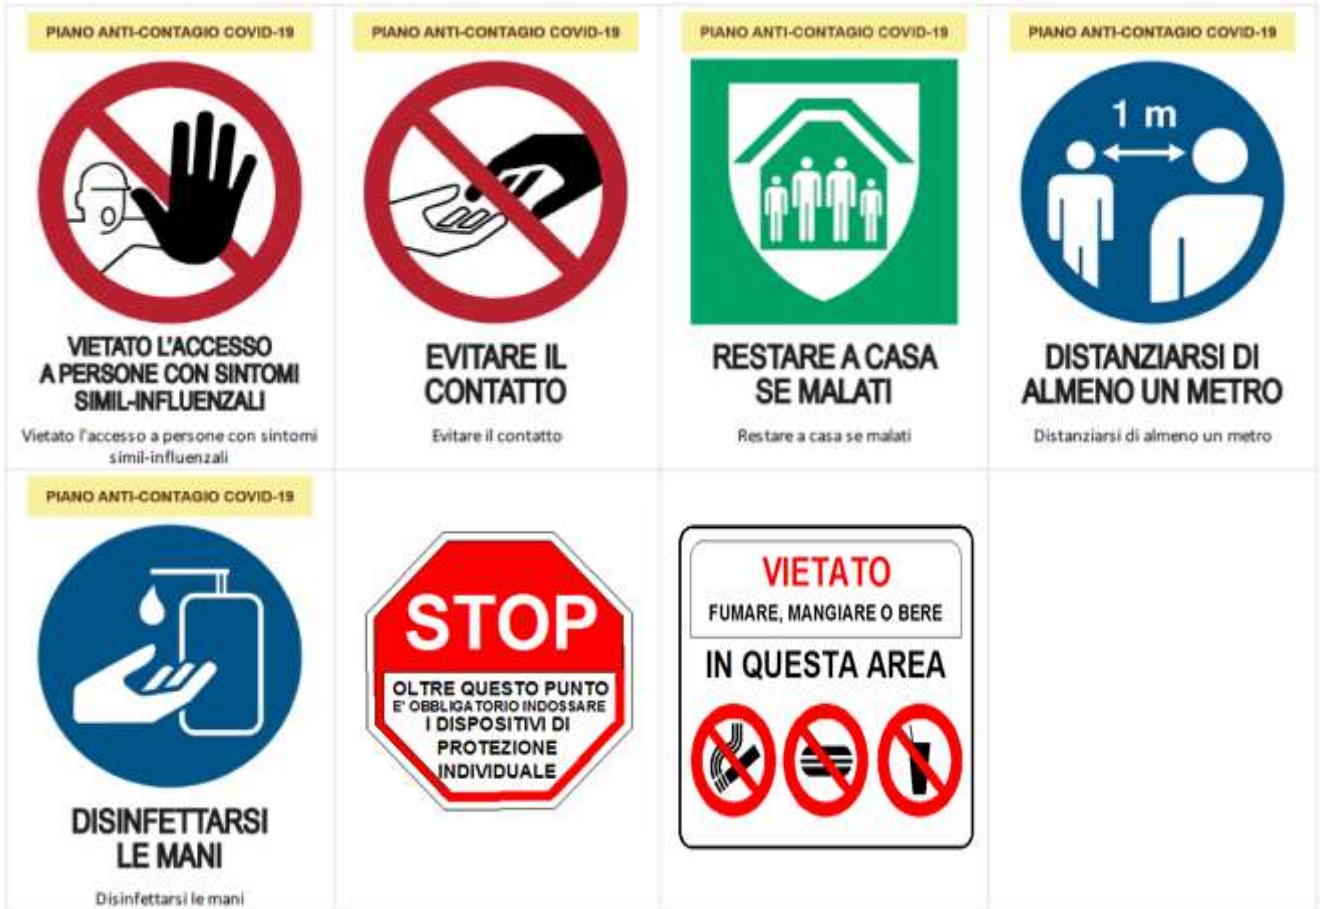 PIANO ANTI-CONTAGIO COVID-19
VIETATO L'ACCESSO
A PERSONE CON SINTOMI
SIMIL-INFLUENZALI
Vietato l'accesso a persone con sintomi
simil-influenzali
PIANO ANTI-CONTAGIO COVID-19
EVITARE IL
CONTATTO
Evitare il contatto
PIANO ANTI-CONTAGIO COVID-19
RESTARE A CASA
SE MALATI
Restare a casa se malati
PIANO ANTI-CONTAGIO COVID-19
1 m
DISTANZIARSI DI
ALMENO UN METRO
Distanziarsi di almeno un metro
PIANO ANTI-CONTAGIO COVID-19
DISINFETTARSI
LE MANI
Disinfettarsi le mani
STOP
OLTRE QUESTO PUNTO
E' OBBLIGATORIO INDOSSARE
I DISPOSITIVI DI
PROTEZIONE
INDIVIDUALE
VIETATO
FUMARE, MANGIARE O BERE
IN QUESTA AREA